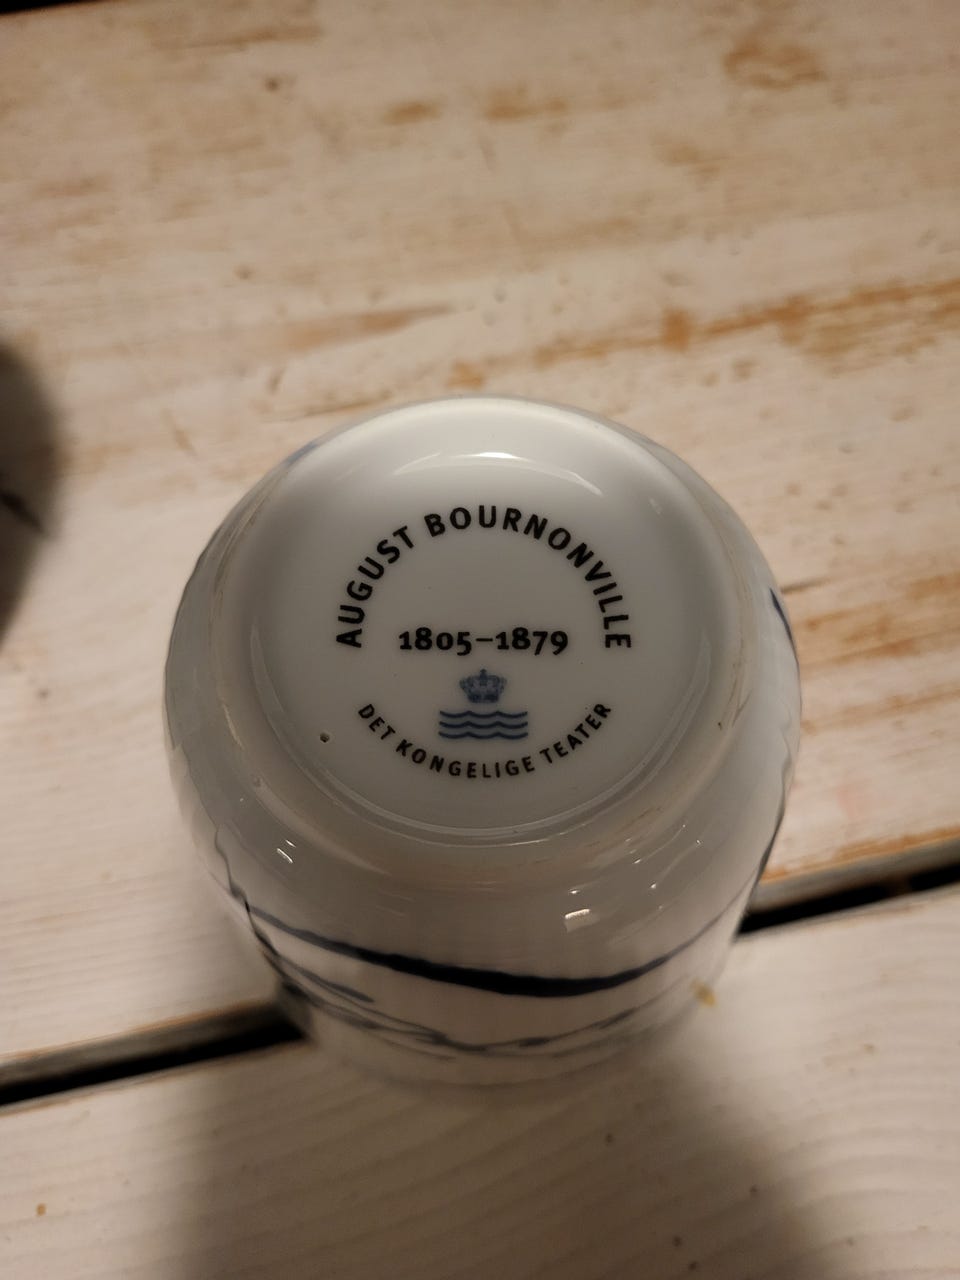 AUGUST BOURNONVILLE
1805–1879
DET KONGELIGE TEATER